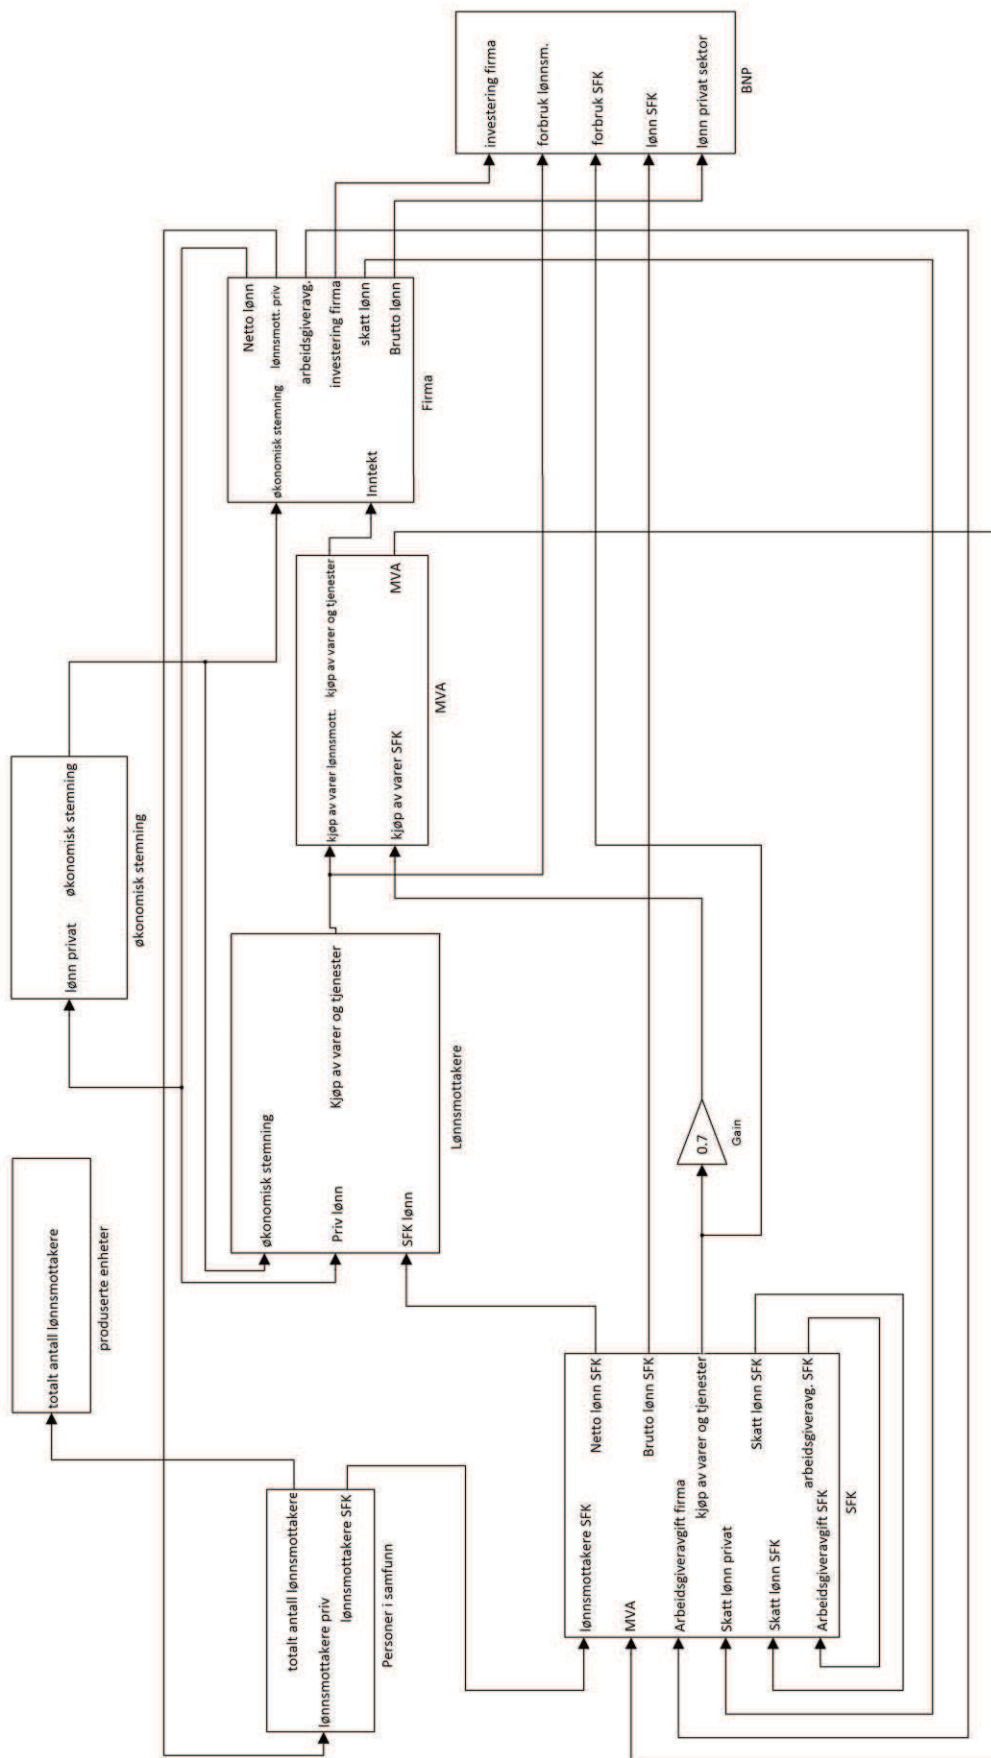 totalt antall lønnsmottakere
lønnsmottakere priv
lønnsmottakere SFK
Personer i samfunn
totalt antall lønnsmottakere
produserte enheter
lønn privat
økonomisk stemning
økonomisk stemning
lønnsmottakere SFK
MVA
Arbeidsgiveravgift firma
Skatt lønn privat
Skatt lønn SFK
Arbeidsgiveravgift SFK
Netto lønn SFK
Brutto lønn SFK
kjøp av varer og tjenester
Skatt lønn SFK
arbeidsgiveravg. SFK
SFK
0.7
Gain
økonomisk stemning
Priv lønn
SFK lønn
Kjøp av varer og tjenester
Lønnsmottakere
kjøp av varer lønnsmott.
kjøp av varer SFK
kjøp av varer og tjenester
MVA
MVA
økonomisk stemning
Inntekt
Netto lønn
lønnsmott. priv
arbeidsgiveravg.
investering firma
skatt lønn
Brutto lønn
Firma
investering firma
forbruk lønnsm.
forbruk SFK
lønn SFK
lønn privat sektor
BNP